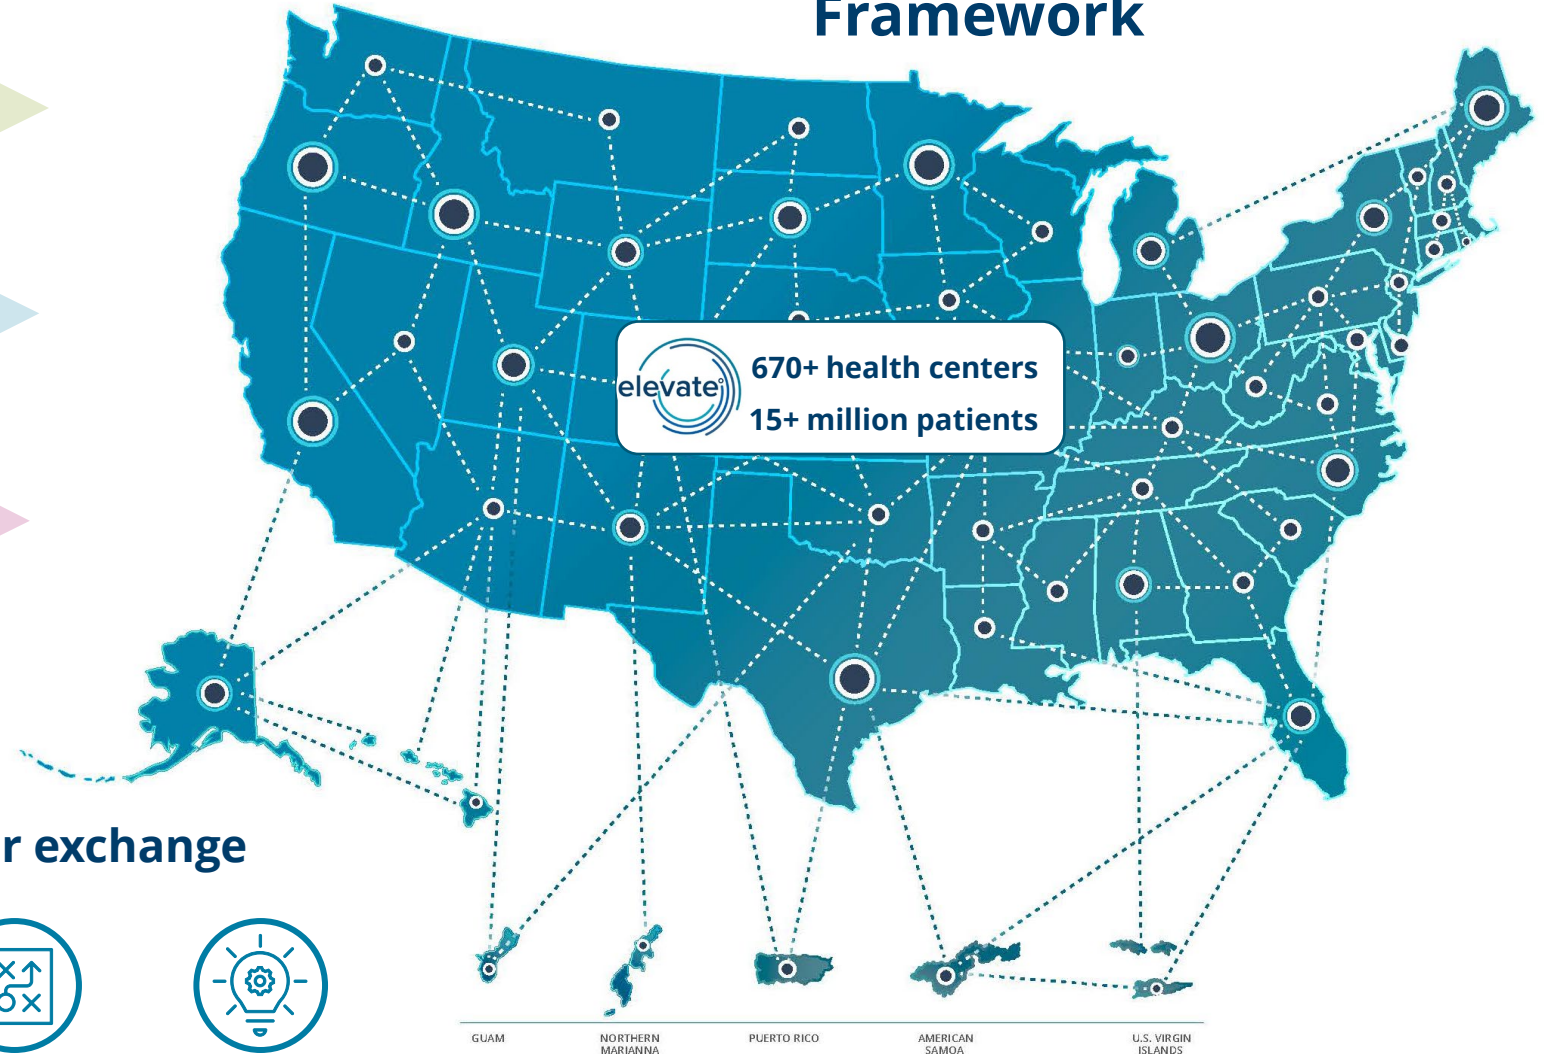 Framework
elevate
670+ health centers
15+ million patients
r exchange
GUAM
NORTHERN
MARIANNA
PUERTO RICO
AMERICAN
SAMOA
U.S. VIRGIN
ISLANDS